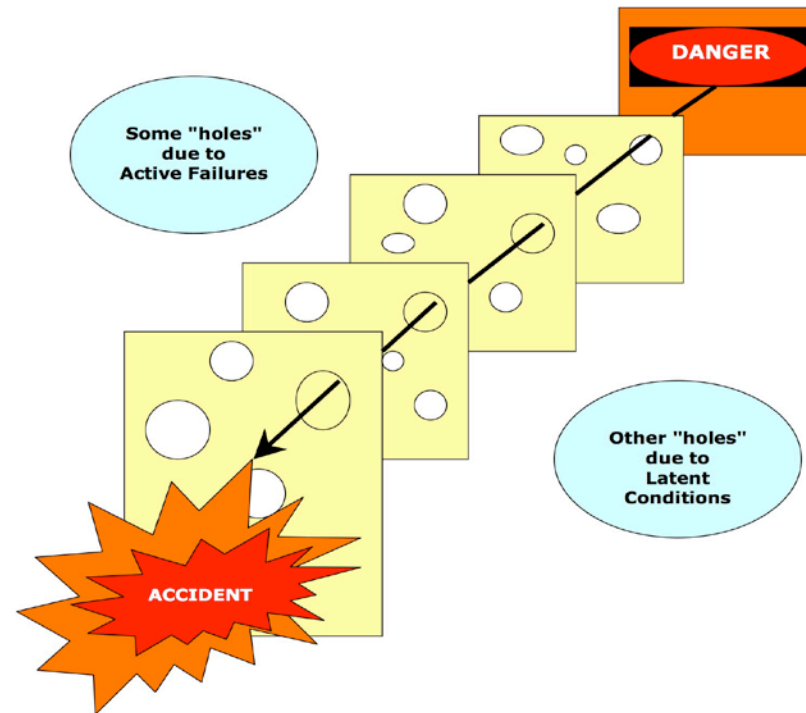 DANGER
Some "holes"
due to
Active Failures
Other "holes"
due to
Latent
Conditions
ACCIDENT